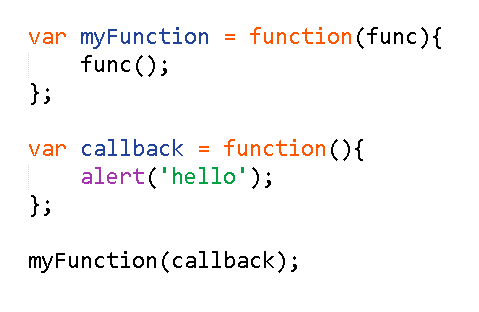 var myFunction = function(func){
    func();
};

var callback = function(){
    alert('hello');
};

myFunction(callback);